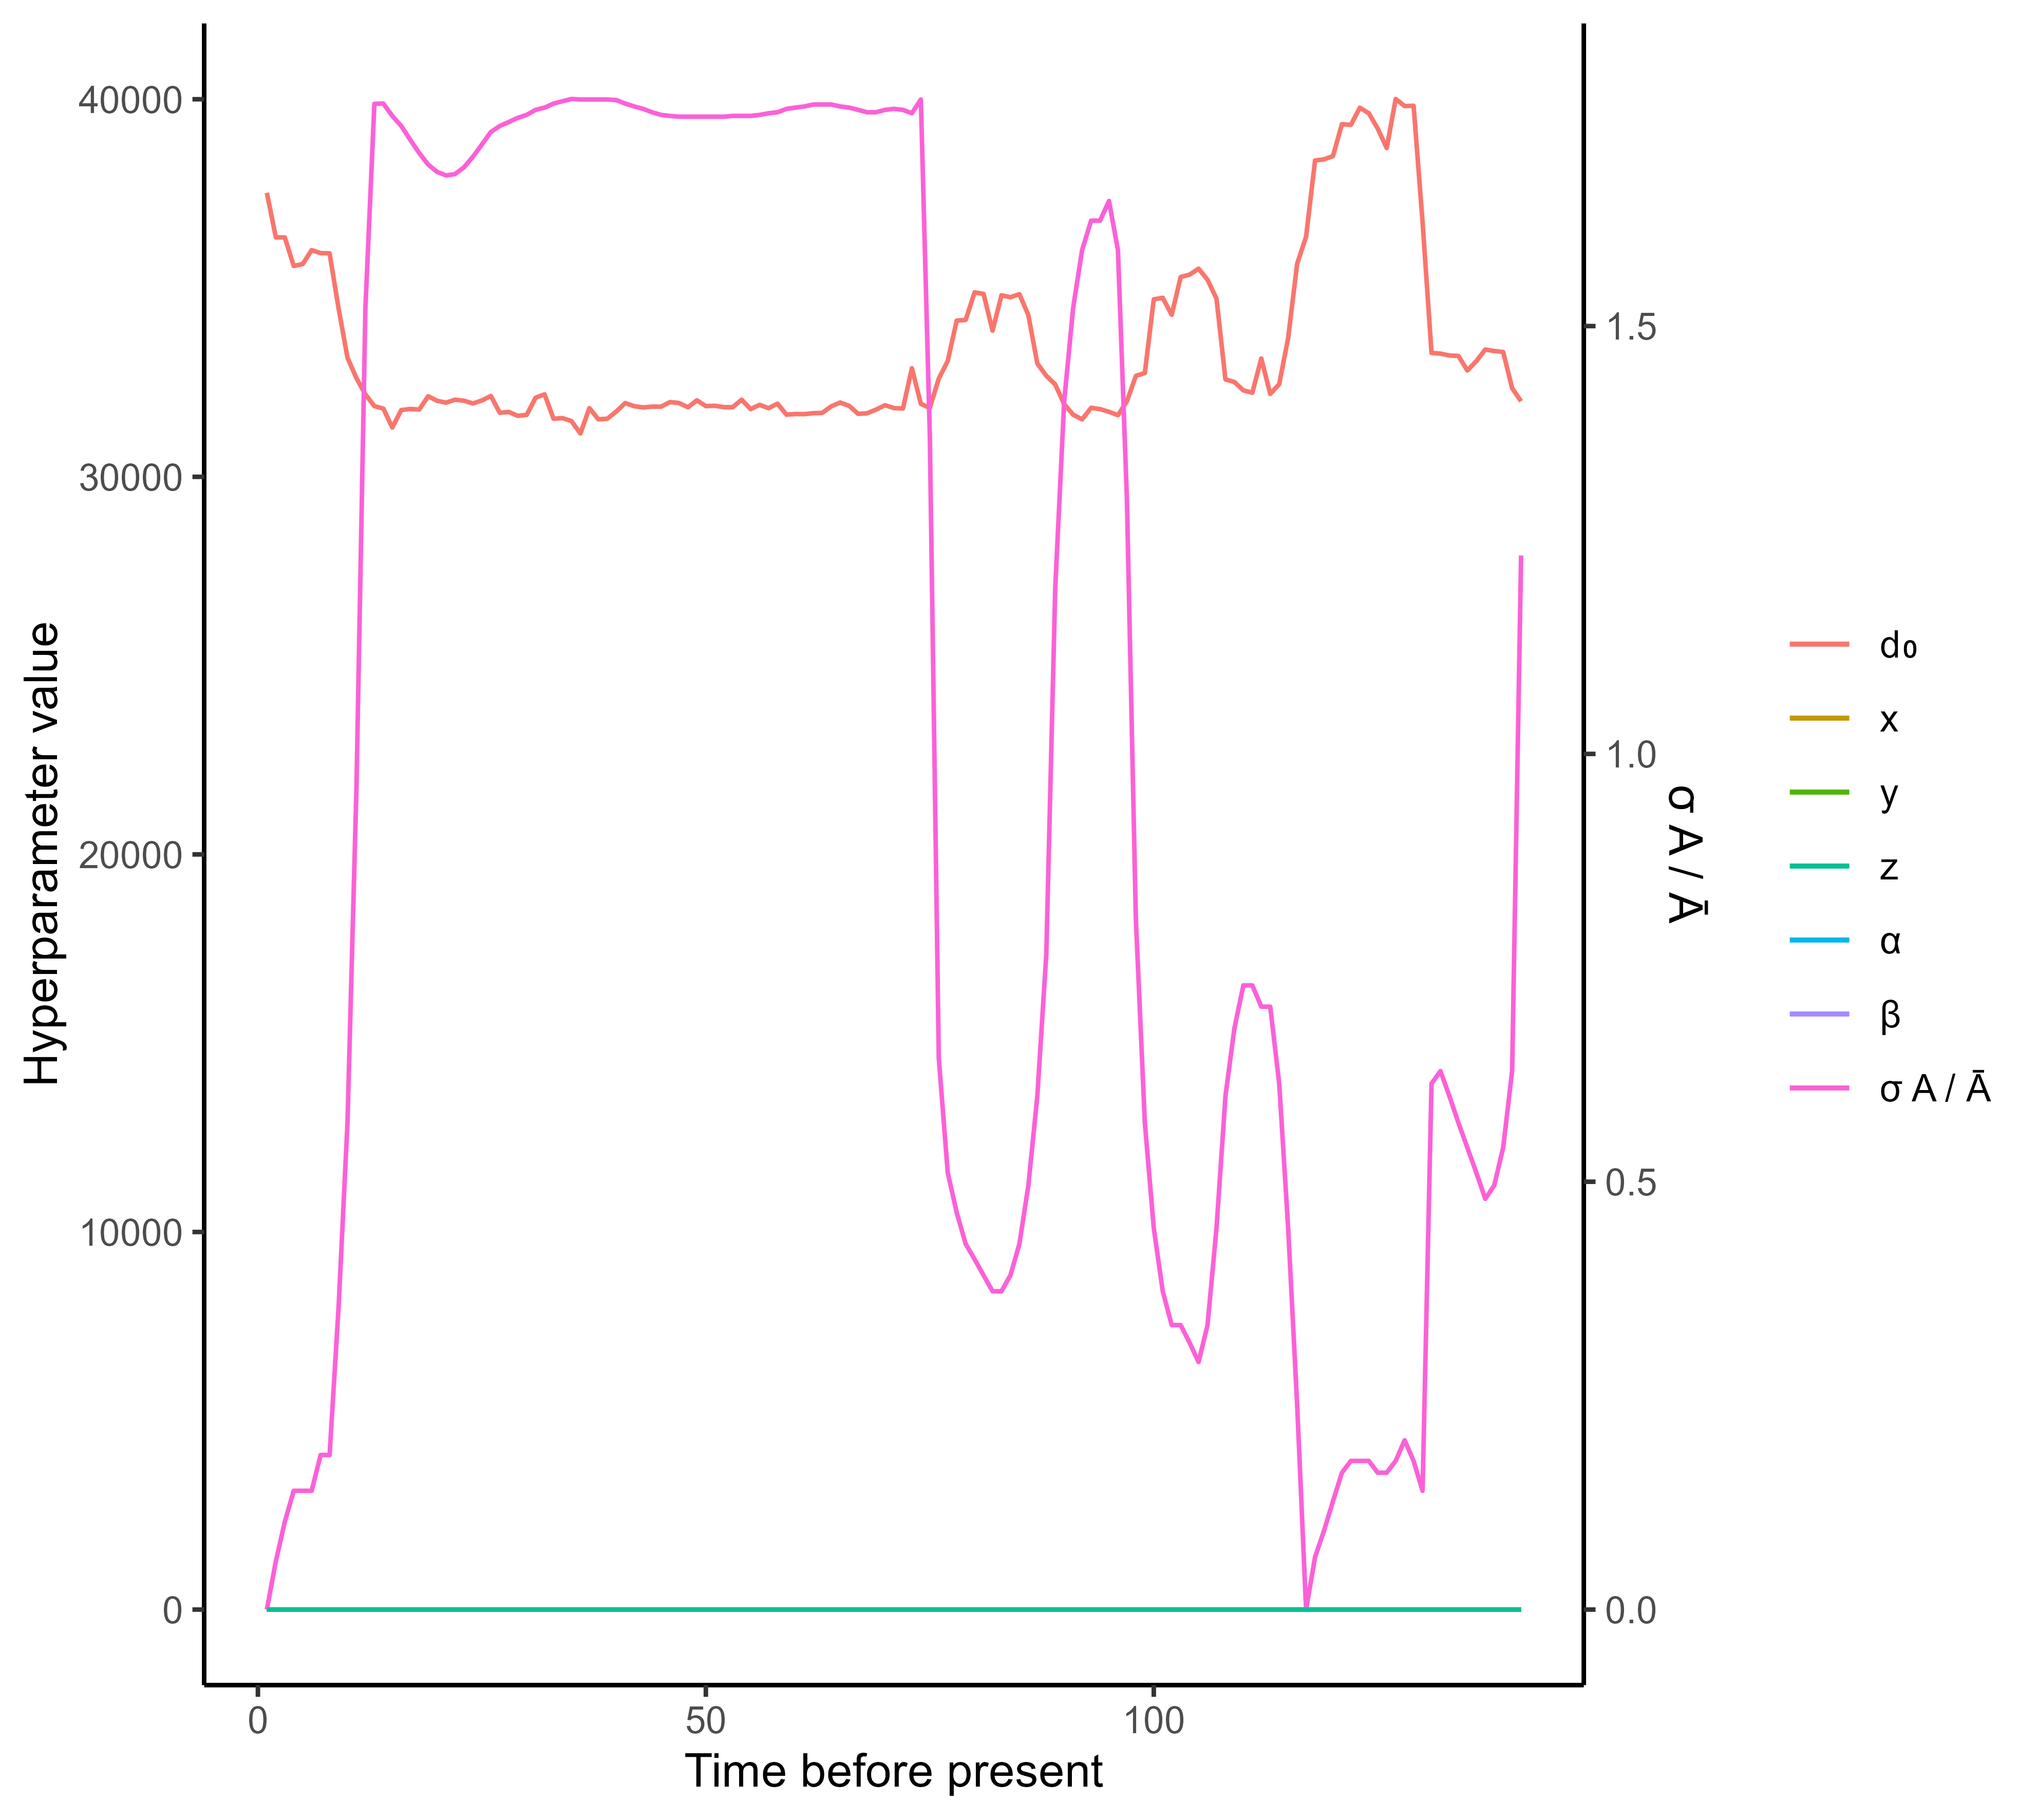 Hyperparameter value
40000
30000
20000
10000
0
0
50
100
Time before present
1.5
1.0
0.5
0.0
σ A / Ā
d₀
x
y
z
α
β
σ A / Ā